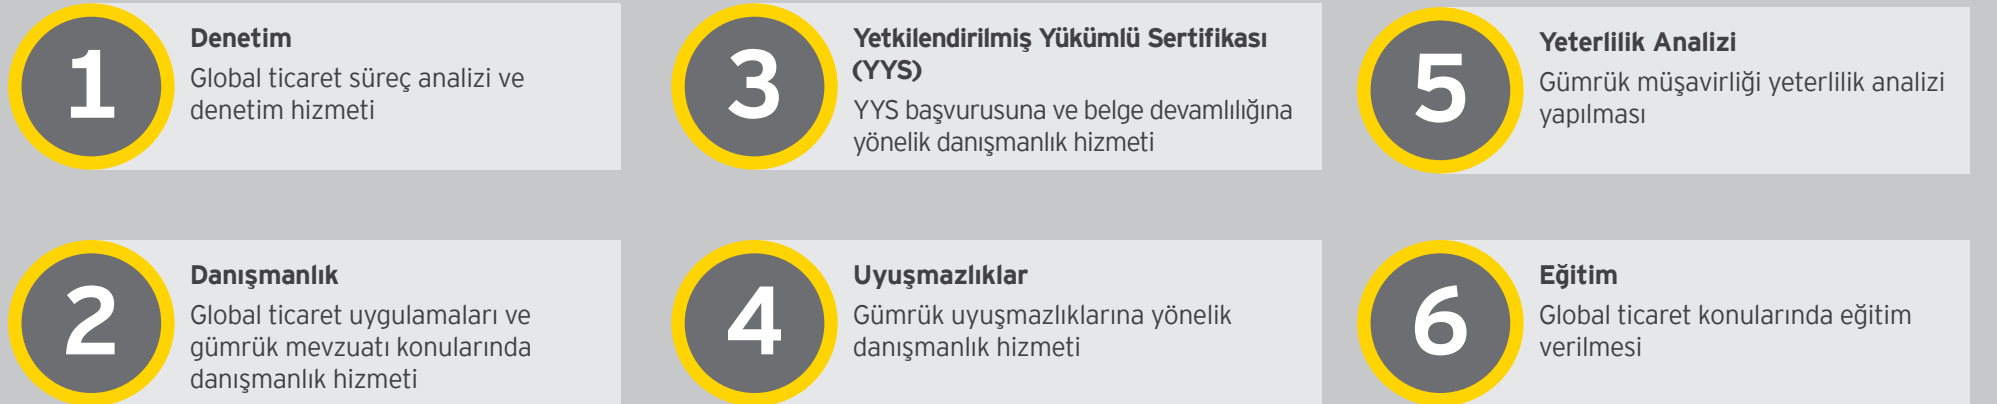 1
Denetim
Global ticaret süreç analizi ve
denetim hizmeti
2
Danışmanlık
Global ticaret uygulamaları ve
gümrük mevzuatı konularında
danışmanlık hizmeti
3
Yetkilendirilmiş Yükümlü Sertifikası
(YYS)
YYS başvurusuna ve belge devamlılığına
yönelik danışmanlık hizmeti
4
Uyuşmazlıklar
Gümrük uyuşmazlıklarına yönelik
danışmanlık hizmeti
5
Yeterlilik Analizi
Gümrük müşavirliği yeterlilik analizi
yapılması
6
Eğitim
Global ticaret konularında eğitim
verilmesi